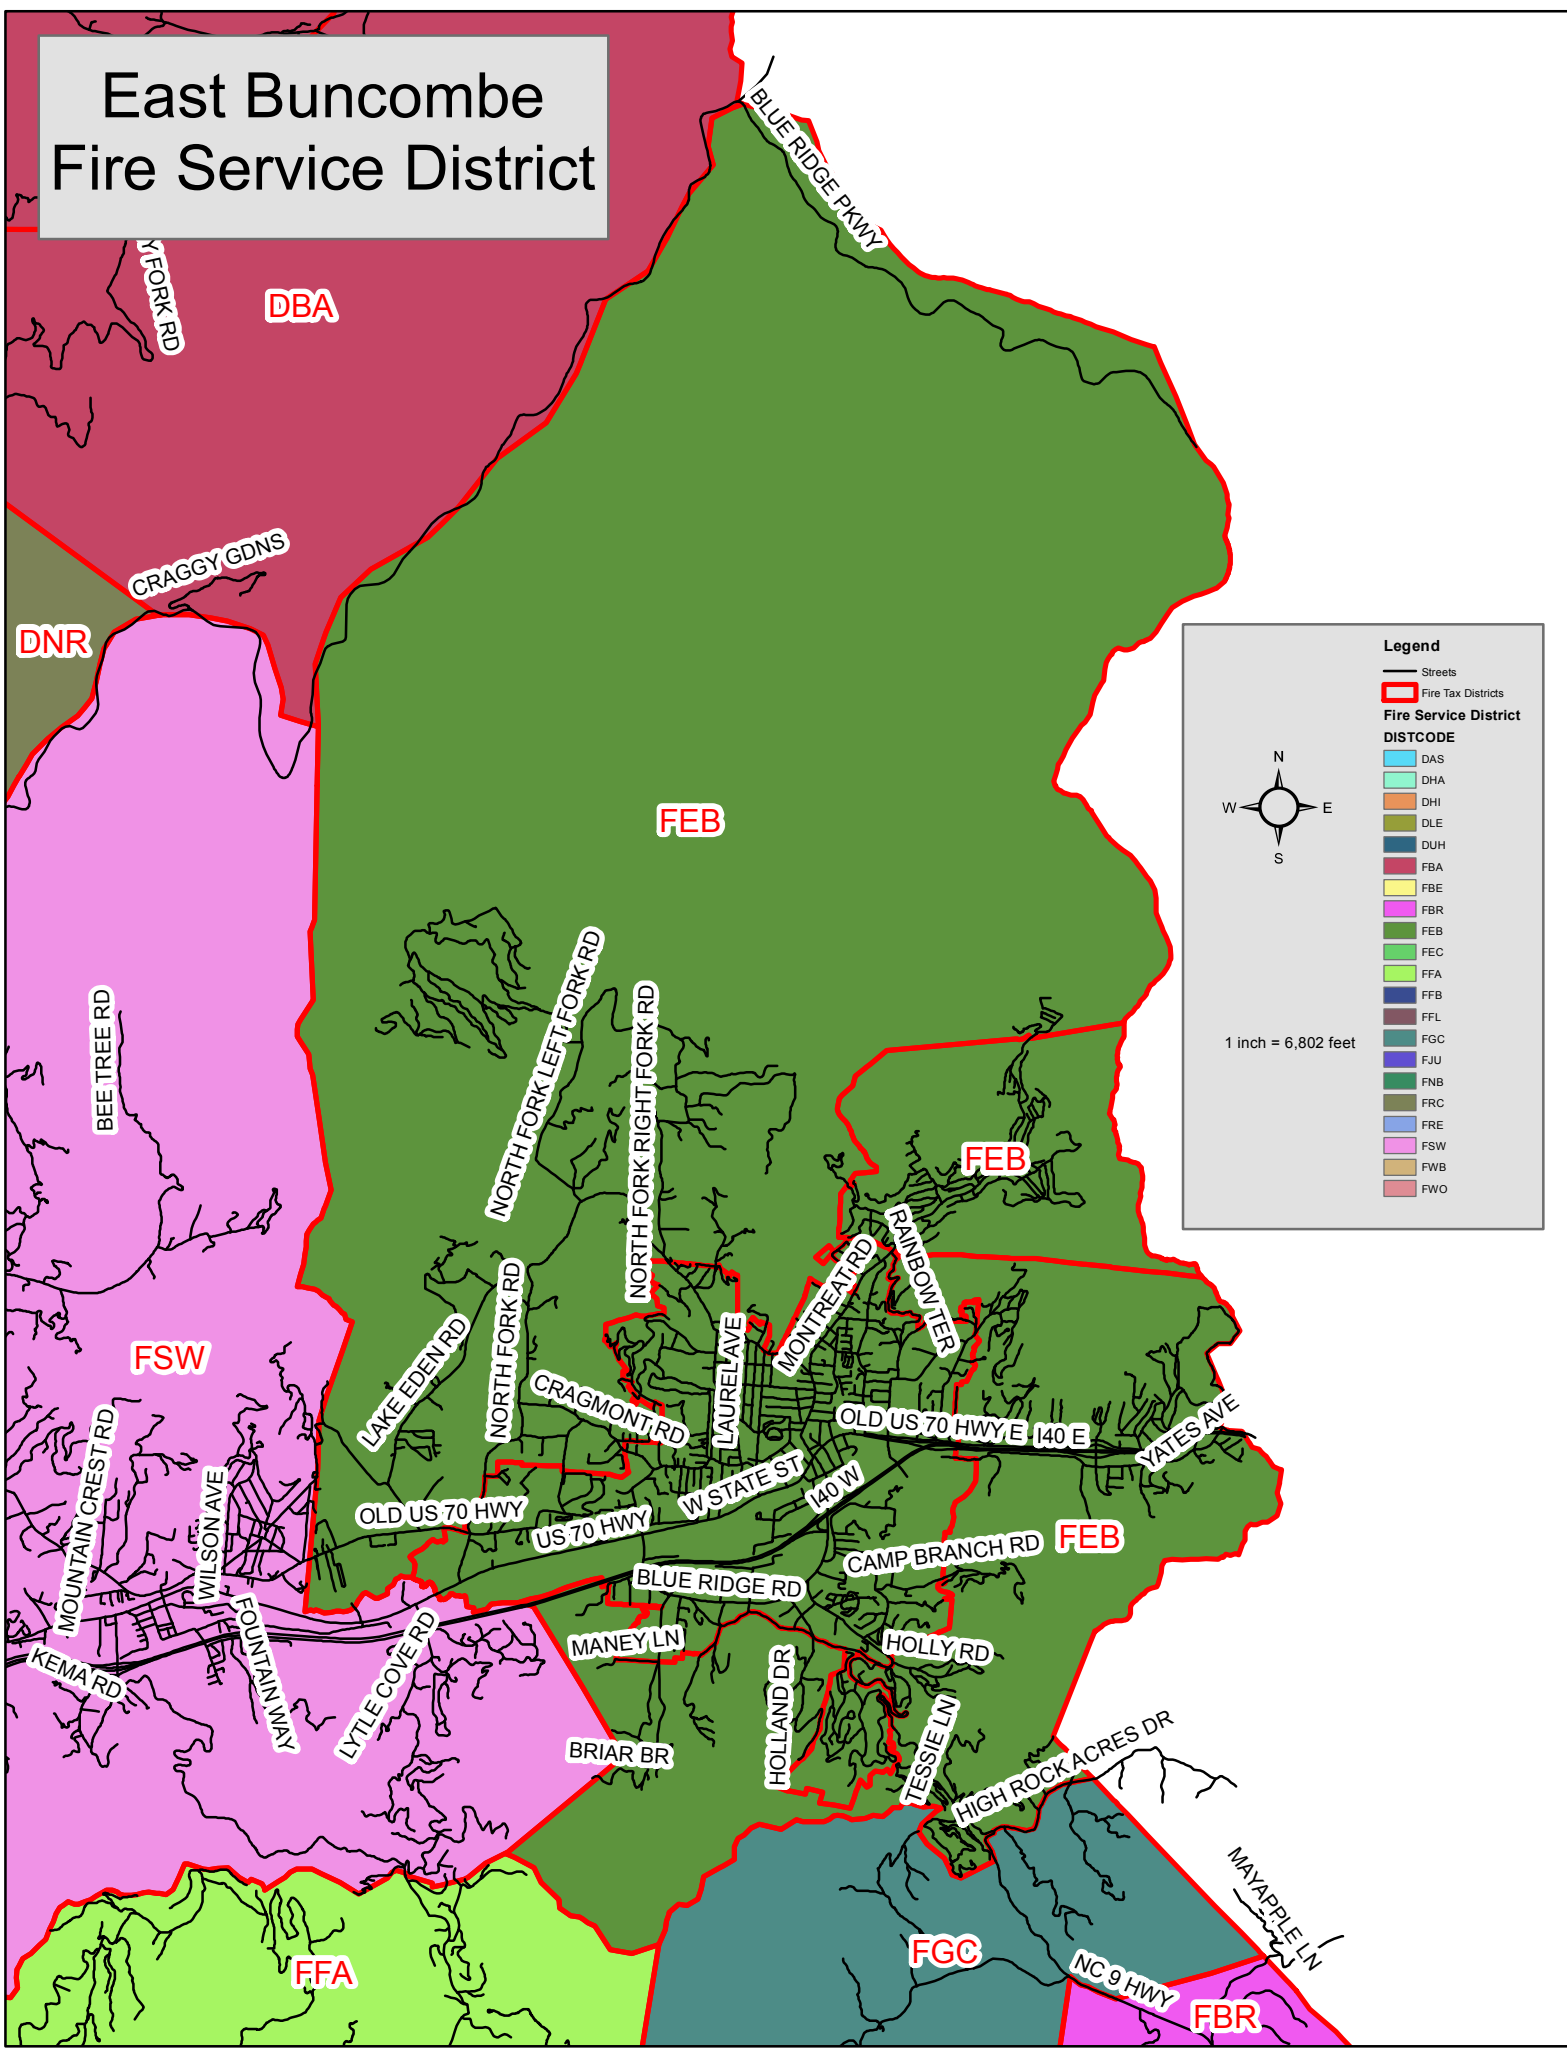 East Buncombe
Fire Service District
BLUE RIDGE PKWY
Y FORK RD
DBA
CRAGGY GDNS
DNR
Legend
Streets
Fire Tax Districts
Fire Service District
DISTCODE
DAS
DHA
DHI
DLE
DUH
FBA
FBE
FBR
FEB
FEC
FFA
FFB
FFL
FGC
FJU
FNB
FRC
FRE
FSW
FWB
FWO
N
W
E
S
1 inch = 6,802 feet
FEB
NORTH FORK LEFT FORK RD
NORTH FORK RIGHT FORK RD
BEE TREE RD
FEB
RAINBOW TER
MONTREAT RD
NORTH FORK RD
LAKE EDEN RD
LAUREL AVE
FSW
CRAGMONT RD
OLD US 70 HWY E
I40 E
YATES AVE
MOUNTAIN CREST RD
WILSON AVE
W STATE ST
I40 W
OLD US 70 HWY
US 70 HWY
FEB
CAMP BRANCH RD
BLUE RIDGE RD
FOUNTAIN WAY
LYTLE COVE RD
KEMA RD
MANEY LN
HOLLY RD
HOLLAND DR
TESSIE LN
BRIAR BR
HIGH ROCK ACRES DR
MAYAPPLE LN
FFA
FGC
NC 9 HWY
FBR